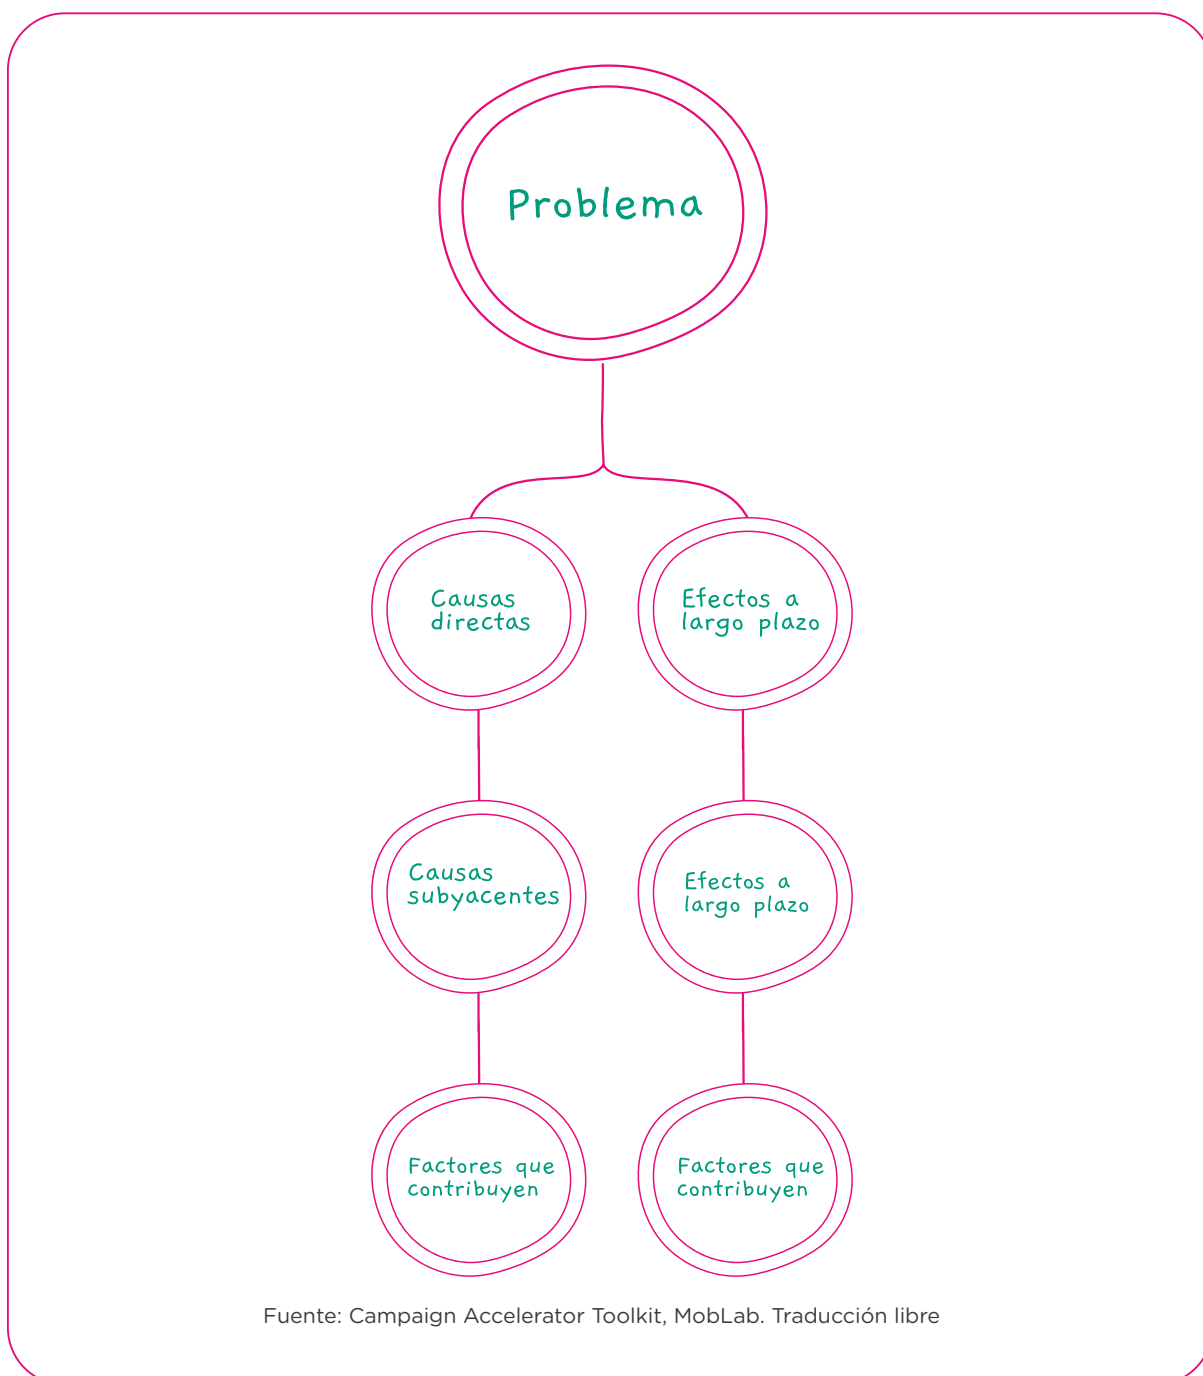 Problema
Causas
directas
Efectos a
largo plazo
Causas
subyacentes
Efectos a
largo plazo
Factores que
contribuyen
Factores que
contribuyen
Fuente: Campaign Accelerator Toolkit, MobLab. Traducción libre